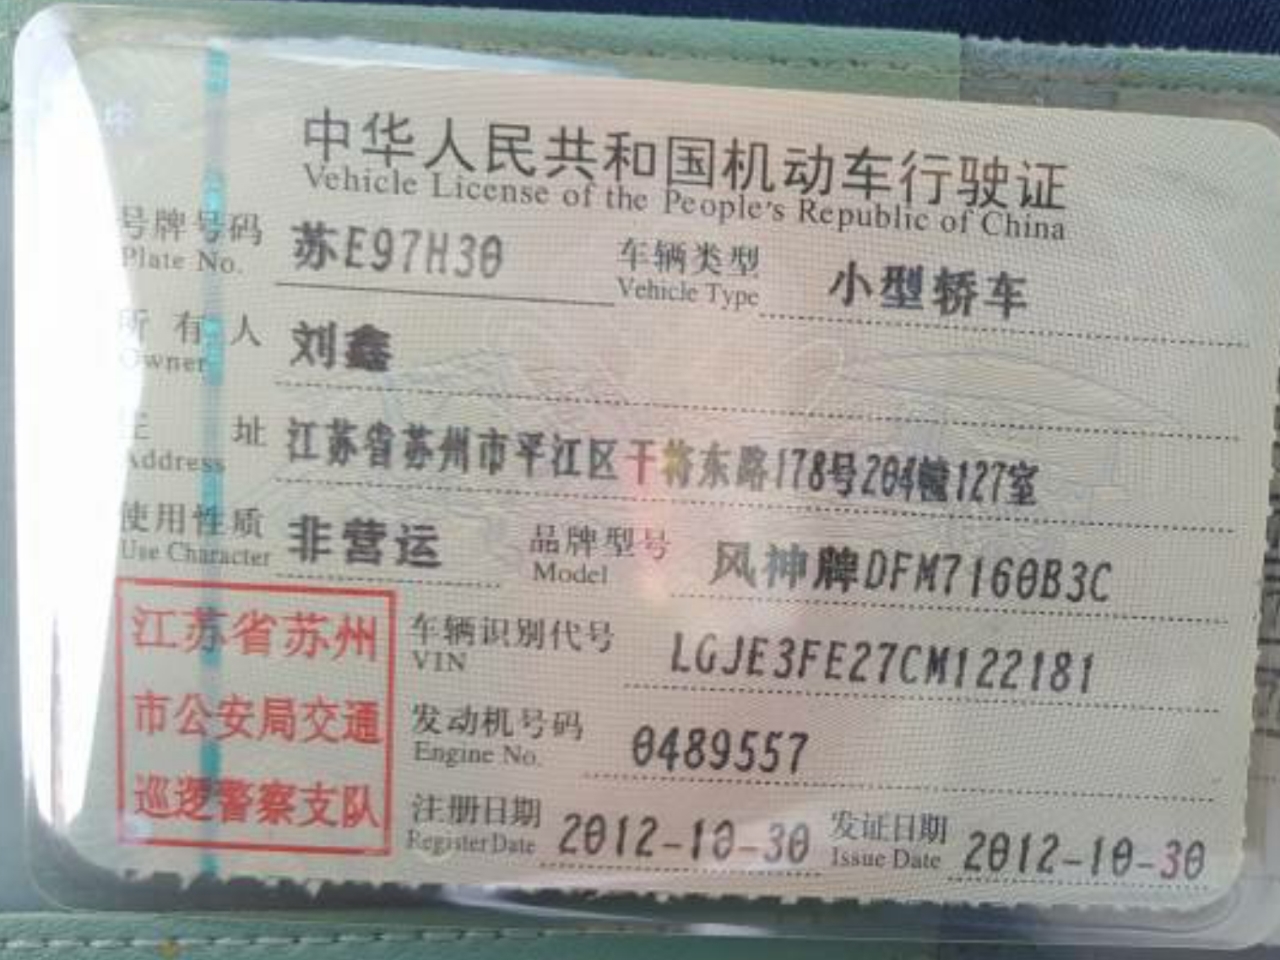 中华人民共和国机动车行驶证
Vehicle License of the People's Republic of China
号牌号码 苏E97H30 车辆类型 小型轿车
Plate No. Vehicle Type
所有人 刘鑫
Owner
住址 江苏省苏州市平江区干将东路178号204幢127室
Address
使用性质 非营运 品牌型号 风神牌DFM7160B3C
Use Character Model
江苏省苏州
市公安局交通
巡逻警察支队
车辆识别代号 LGJE3FE27CM122181
VIN
发动机号码 0489557
Engine No.
注册日期 2012-10-30 发证日期 2012-10-30
Register Date Issue Date